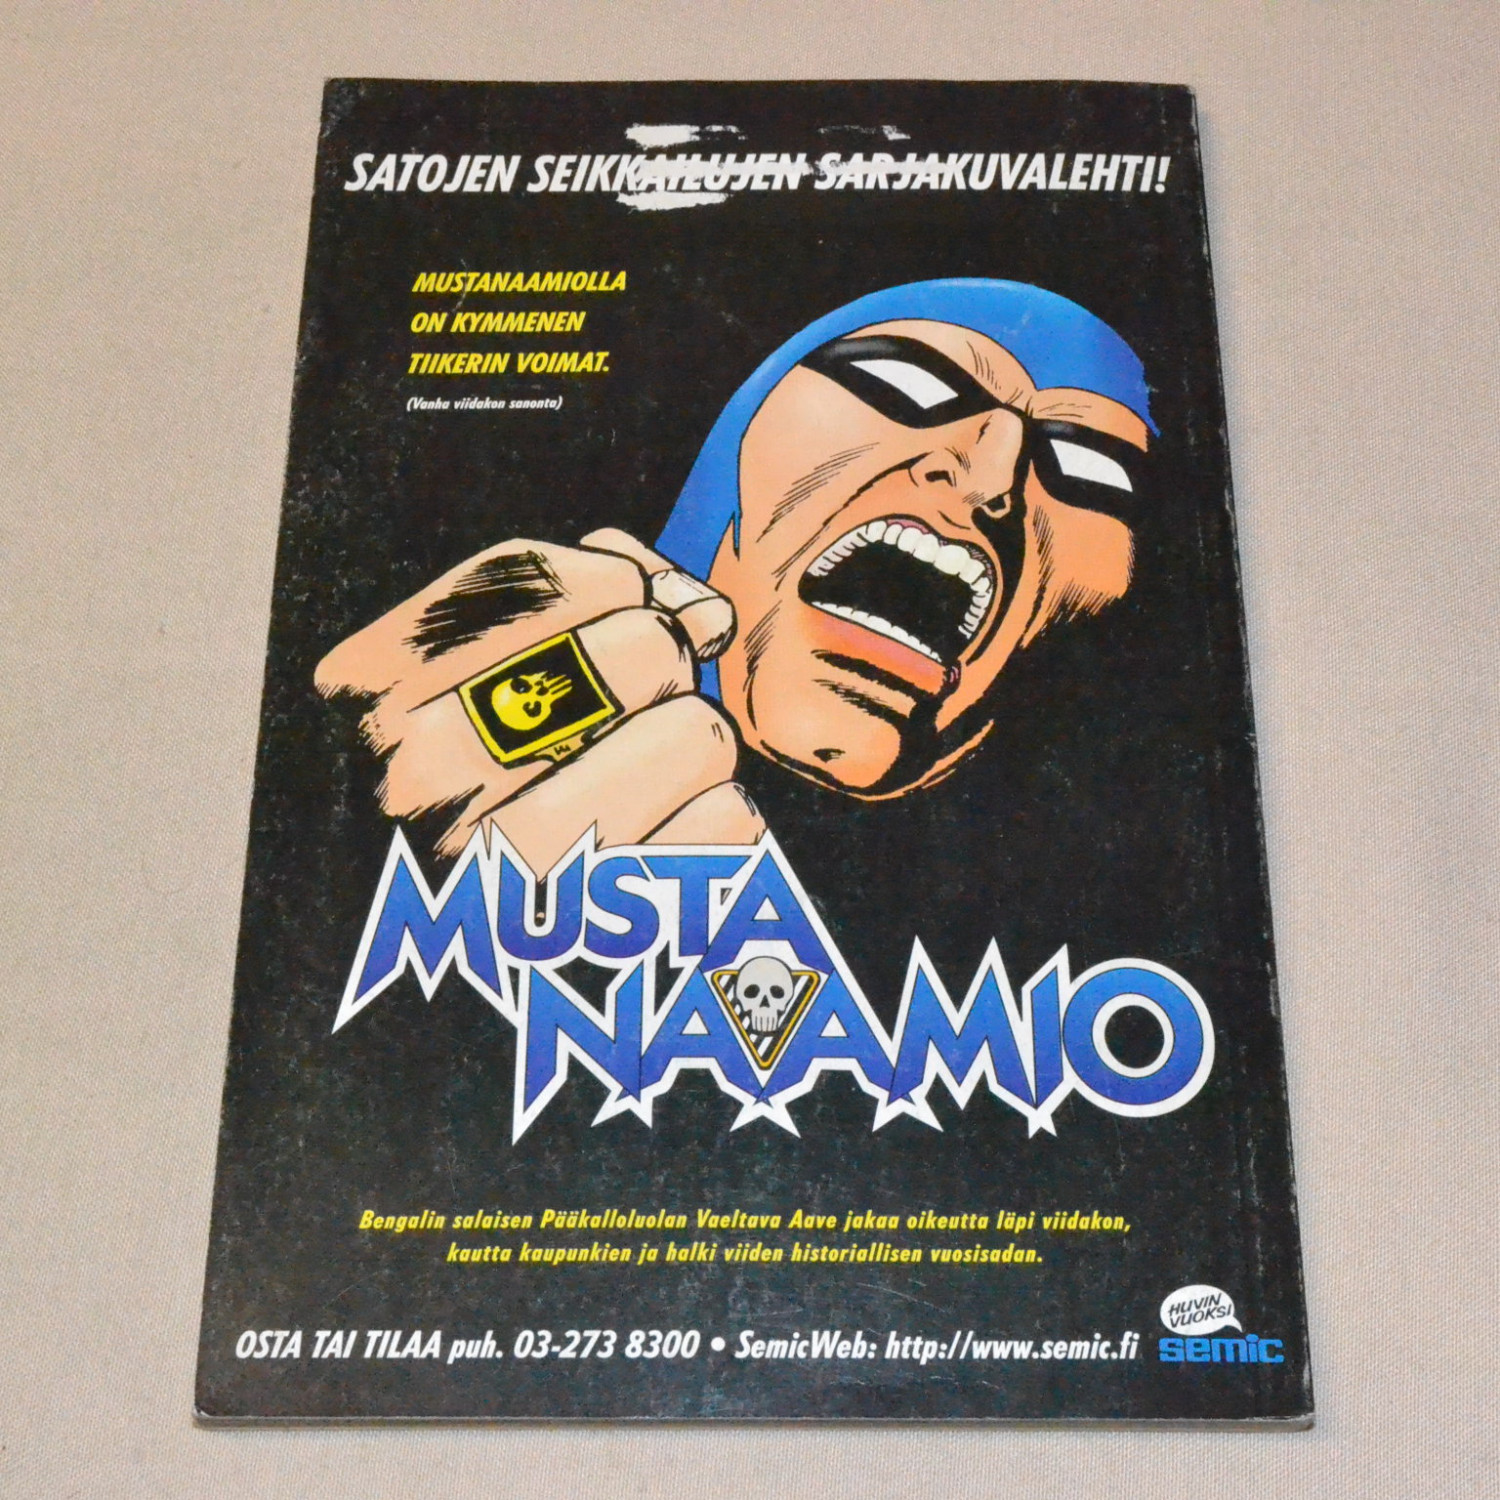 SATOJEN SEIKKAILUJEN SARJAKUVALEHTI!
MUSTANAAMIOLLA
ON KYMMENEN
TIIKERIN VOIMAT.
(Vanha viidakon sanonta)
MUSTA
NAAMIO
Bengalin salaisen Pääkalloluolan Vaeltava Aave jakaa oikeutta läpi viidakon,
kautta kaupunkien ja halki viiden historiallisen vuosisadan.
HUVIN
VUOKSI
OSTA TAI TILAA puh. 03-273 8300 • SemicWeb: http://www.semic.fi semic